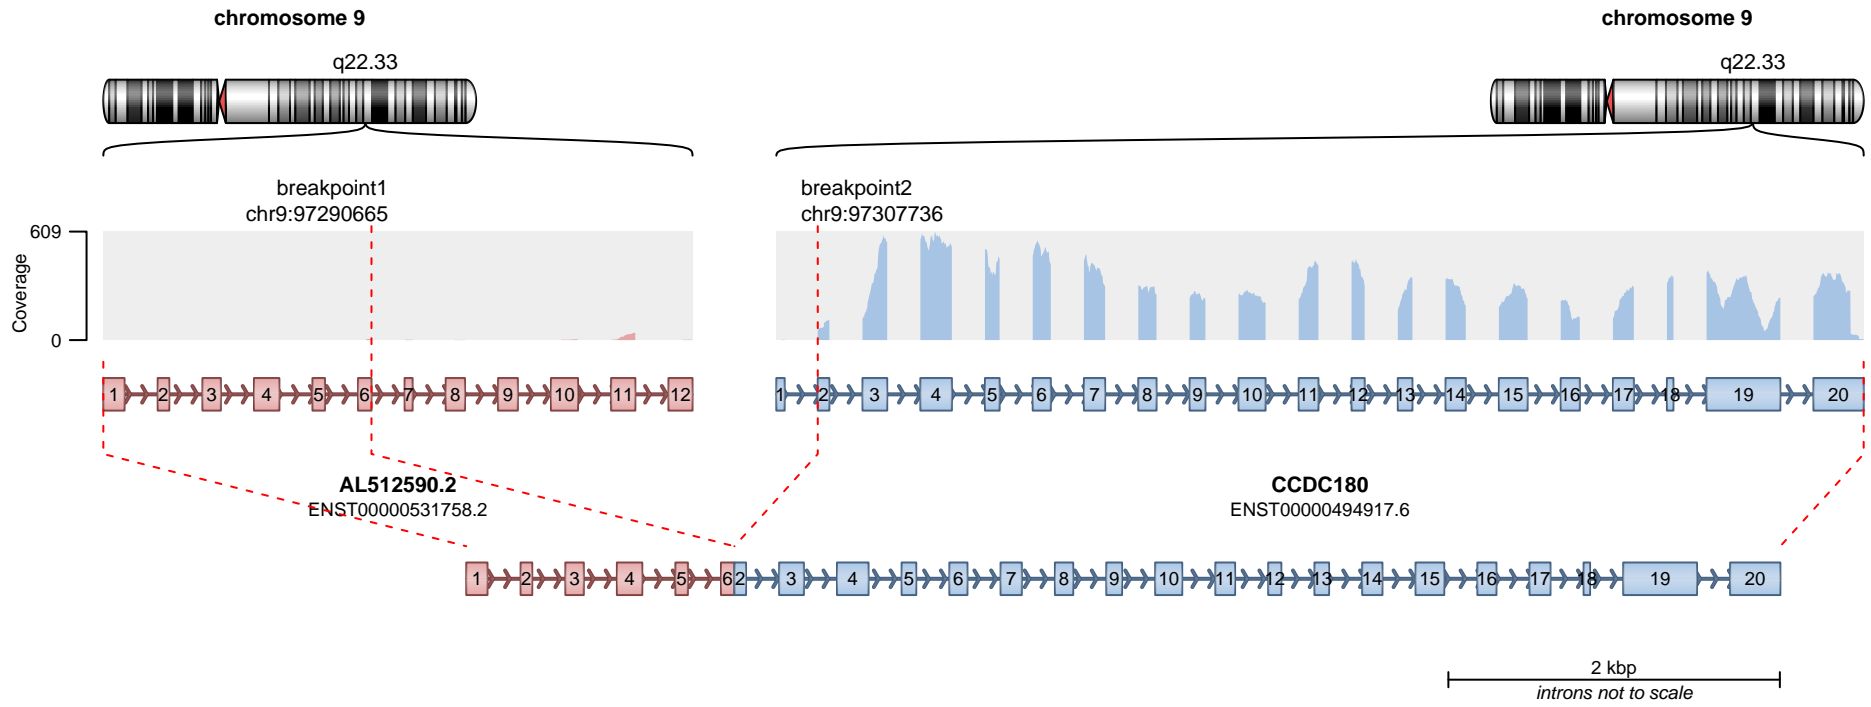 chromosome 9
chromosome 9
q22.33
q22.33
breakpoint1
chr9:97290665
breakpoint2
chr9:97307736
609
Coverage
0
1 2 3 4 5 6 7 8 9 10 11 12
1 2 3 4 5 6 7 8 9 10 11 12 13 14 15 16 17 18 19 20
AL512590.2
ENST00000531758.2
CCDC180
ENST00000494917.6
1 2 3 4 5 6 2 3 4 5 6 7 8 9 10 11 12 13 14 15 16 17 18 19 20
2 kbp
introns not to scale